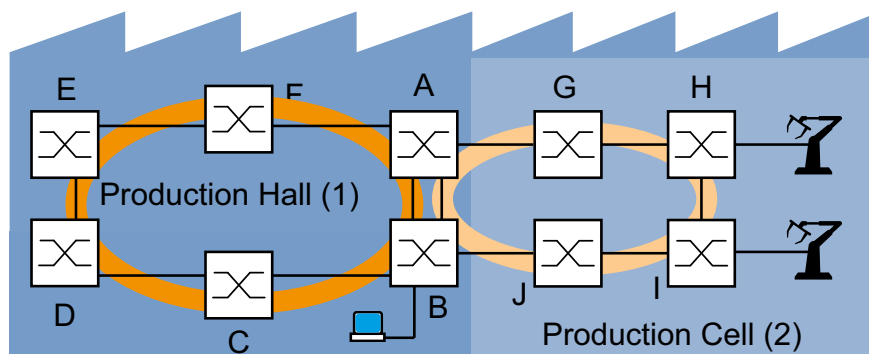 E
F
A
G
H
Production Hall (1)
D
C
B
J
I
Production Cell (2)